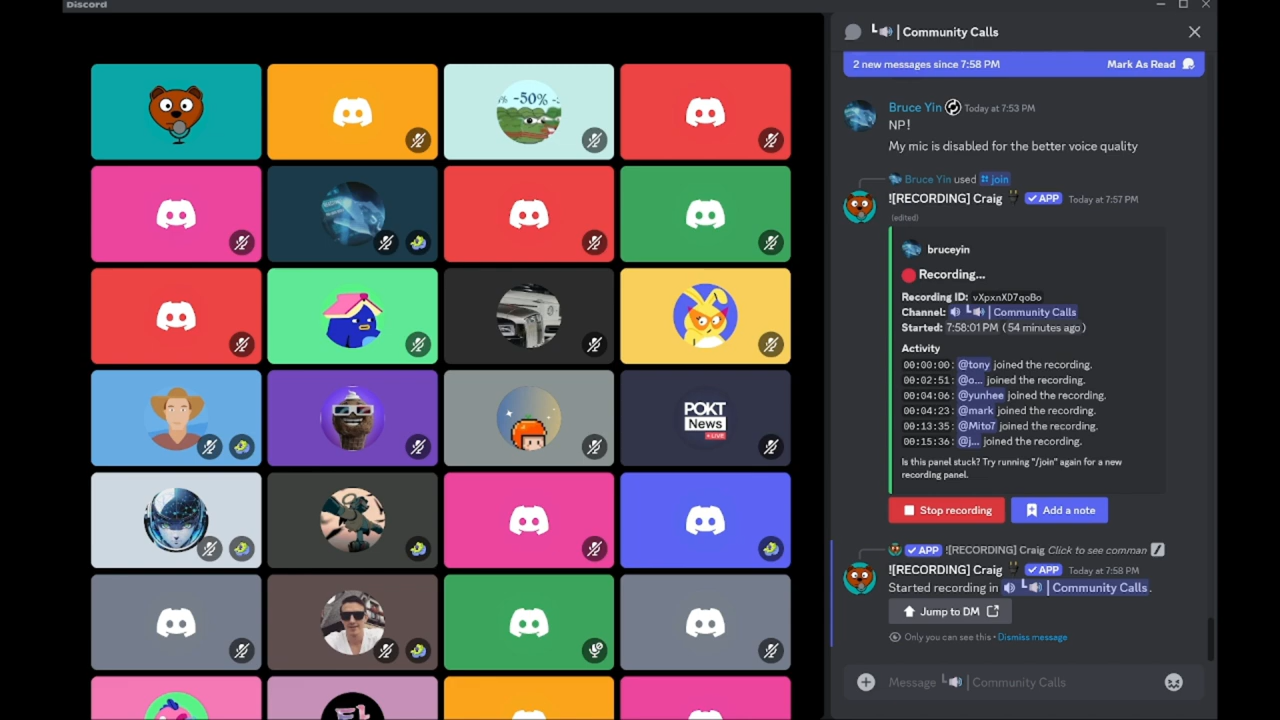 Discord
┗🔊 | Community Calls
2 new messages since 7:58 PM
Mark As Read
Bruce Yin Today at 7:53 PM
NP!
My mic is disabled for the better voice quality
Bruce Yin used join
![RECORDING] Craig ✓ APP Today at 7:57 PM
(edited)
bruceyin
Recording...
Recording ID: vXpxnXD7qoBo
Channel: ┗🔊 | Community Calls
Started: 7:58:01 PM (54 minutes ago)
Activity
00:00:00: @tony joined the recording.
00:02:51: @o... joined the recording.
00:04:06: @yunhee joined the recording.
00:04:23: @mark joined the recording.
00:13:35: @Mito7 joined the recording.
00:15:36: @j... joined the recording.
Is this panel stuck? Try running "/join" again for a new
recording panel.
Stop recording
Add a note
✓ APP ![RECORDING] Craig Click to see comman
![RECORDING] Craig ✓ APP Today at 7:58 PM
Started recording in ┗🔊 | Community Calls.
Jump to DM
Only you can see this • Dismiss message
Message ┗🔊 | Community Calls
-50%
POKT
News
LIVE